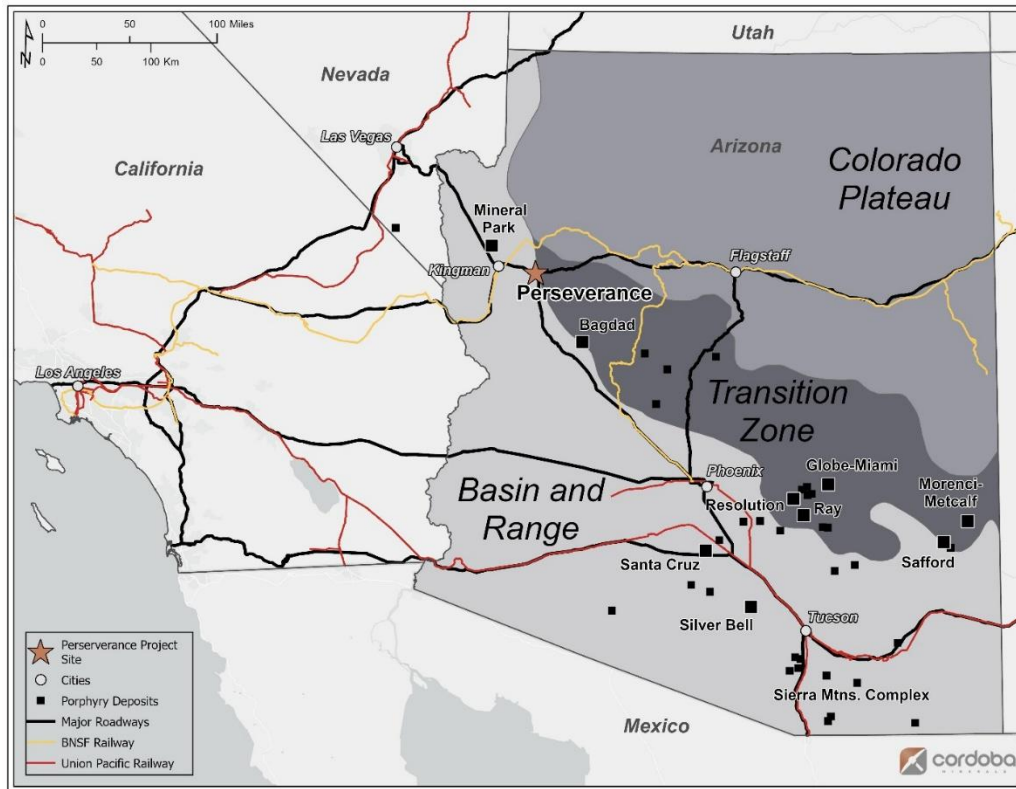 0 50 100 Miles
0 50 100 Km
N
Utah
Nevada
Las Vegas
California
Arizona
Colorado
Plateau
Mineral
Park
Kingman
Flagstaff
Perseverance
Bagdad
Los Angeles
Transition
Zone
Globe-Miami
Morenci-
Metcalf
Phoenix
Basin and
Range
Resolution
Ray
Santa Cruz
Safford
Silver Bell
Tucson
Sierra Mtns. Complex
Mexico
Perserverance Project
Site
Cities
Porphyry Deposits
Major Roadways
BNSF Railway
Union Pacific Railway
cordoba
MINERALS